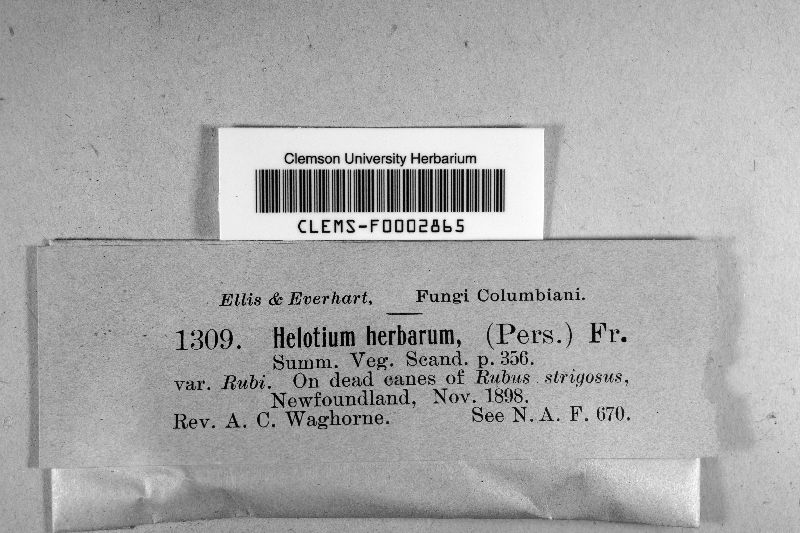 Clemson University Herbarium
CLEMS-F0002865
Ellis & Everhart, Fungi Columbiani.
1309. Helotium herbarum, (Pers.) Fr.
Summ. Veg. Scand. p. 356.
var. Rubi. On dead canes of Rubus strigosus,
Newfoundland, Nov. 1898.
Rev. A. C. Waghorne. See N. A. F. 670.